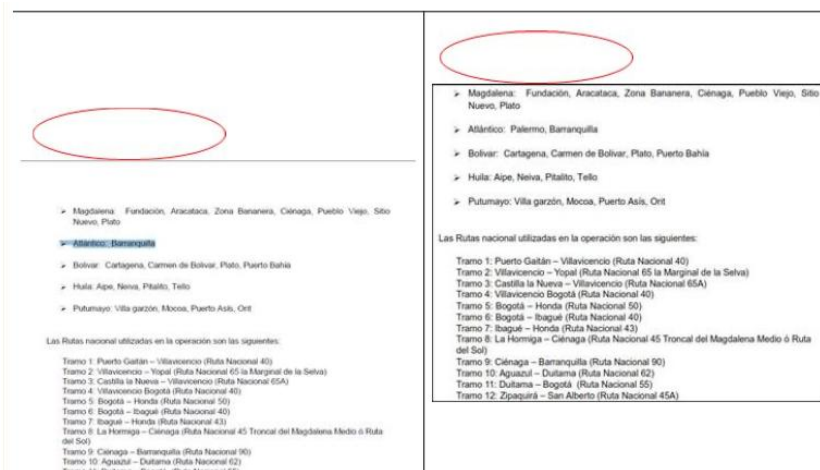 ➢ Magdalena: Fundación, Aracataca, Zona Bananera, Ciénaga, Pueblo Viejo, Sitio
Nuevo, Plato
➢ Atlántico: Barranquilla
➢ Bolivar: Cartagena, Carmen de Bolivar, Plato, Puerto Bahía
➢ Huila: Aipe, Neiva, Pitalito, Tello
➢ Putumayo: Villa garzón, Mocoa, Puerto Asís, Orit
Las Rutas nacional utilizadas en la operación son las siguientes:
Tramo 1: Puerto Gaitán – Villavicencio (Ruta Nacional 40)
Tramo 2: Villavicencio – Yopal (Ruta Nacional 65 la Marginal de la Selva)
Tramo 3: Castilla la Nueva – Villavicencio (Ruta Nacional 65A)
Tramo 4: Villavicencio Bogotá (Ruta Nacional 40)
Tramo 5: Bogotá – Honda (Ruta Nacional 50)
Tramo 6: Bogotá – Ibagué (Ruta Nacional 40)
Tramo 7: Ibagué – Honda (Ruta Nacional 43)
Tramo 8: La Hormiga – Ciénaga (Ruta Nacional 45 Troncal del Magdalena Medio ó Ruta
del Sol)
Tramo 9: Ciénaga – Barranquilla (Ruta Nacional 90)
Tramo 10: Aguazul – Duitama (Ruta Nacional 62)
➢ Magdalena: Fundación, Aracataca, Zona Bananera, Ciénaga, Pueblo Viejo, Sitio
Nuevo, Plato
➢ Atlántico: Palermo, Barranquilla
➢ Bolivar: Cartagena, Carmen de Bolivar, Plato, Puerto Bahía
➢ Huila: Aipe, Neiva, Pitalito, Tello
➢ Putumayo: Villa garzón, Mocoa, Puerto Asís, Orit
Las Rutas nacional utilizadas en la operación son las siguientes:
Tramo 1: Puerto Gaitán – Villavicencio (Ruta Nacional 40)
Tramo 2: Villavicencio – Yopal (Ruta Nacional 65 la Marginal de la Selva)
Tramo 3: Castilla la Nueva – Villavicencio (Ruta Nacional 65A)
Tramo 4: Villavicencio Bogotá (Ruta Nacional 40)
Tramo 5: Bogotá – Honda (Ruta Nacional 50)
Tramo 6: Bogotá – Ibagué (Ruta Nacional 40)
Tramo 7: Ibagué – Honda (Ruta Nacional 43)
Tramo 8: La Hormiga – Ciénaga (Ruta Nacional 45 Troncal del Magdalena Medio ó Ruta
del Sol)
Tramo 9: Ciénaga – Barranquilla (Ruta Nacional 90)
Tramo 10: Aguazul – Duitama (Ruta Nacional 62)
Tramo 11: Duitama – Bogotá (Ruta Nacional 55)
Tramo 12: Zipaquirá – San Alberto (Ruta Nacional 45A)